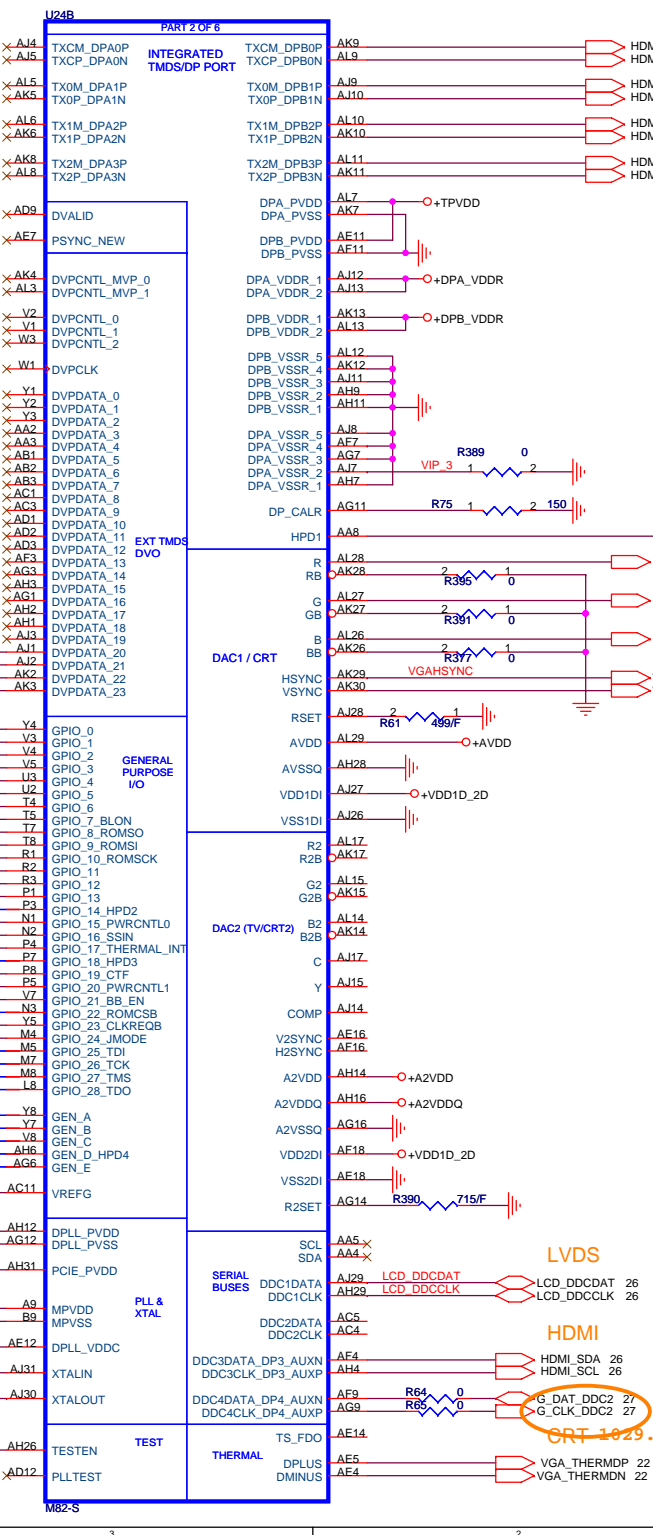 U24B
PART 2 OF 6
INTEGRATED
TMDS/DP PORT
AJ4 TXCM_DPA0P TXCM_DPB0P AK9 HDM
AJ5 TXCP_DPA0N TXCP_DPB0N AL9 HDM
AL5 TX0M_DPA1P TX0M_DPB1P AJ9 HDM
AK5 TX0P_DPA1N TX0P_DPB1N AJ10 HDM
AL6 TX1M_DPA2P TX1M_DPB2P AL10 HDM
AK6 TX1P_DPA2N TX1P_DPB2N AK10 HDM
AK8 TX2M_DPA3P TX2M_DPB3P AL11 HDM
AL8 TX2P_DPA3N TX2P_DPB3N AK11 HDM
DPA_PVDD AL7 +TPVDD
AD9 DVALID DPA_PVSS AK7
AE7 PSYNC_NEW DPB_PVDD AE11
DPB_PVSS AF11
AK4 DVPCNTL_MVP_0 DPA_VDDR_1 AJ12 +DPA_VDDR
AL3 DVPCNTL_MVP_1 DPA_VDDR_2 AJ13
V2 DVPCNTL_0 DPB_VDDR_1 AK13 +DPB_VDDR
V1 DVPCNTL_1 DPB_VDDR_2 AL13
W3 DVPCNTL_2
DPB_VSSR_5 AL12
W1 DVPCLK DPB_VSSR_4 AK12
DPB_VSSR_3 AJ11
Y1 DVPDATA_0 DPB_VSSR_2 AH9
Y2 DVPDATA_1 DPB_VSSR_1 AH11
Y3 DVPDATA_2
AA2 DVPDATA_3 DPA_VSSR_5 AJ8
AA3 DVPDATA_4 DPA_VSSR_4 AF7
AB1 DVPDATA_5 DPA_VSSR_3 AG7 R389 0
AB2 DVPDATA_6 DPA_VSSR_2 AJ7 VIP_3 1 2
AB3 DVPDATA_7 DPA_VSSR_1 AH7
AC1 DVPDATA_8
AC3 DVPDATA_9 DP_CALR AG11 R75 1 2 150
AD1 DVPDATA_10
AD2 DVPDATA_11 HPD1 AA8
EXT TMDS
DVO
AD3 DVPDATA_12
AF3 DVPDATA_13 R AL28
AG3 DVPDATA_14 RB AK28 2 R395 1 0
AH3 DVPDATA_15
AG1 DVPDATA_16 G AL27
AH2 DVPDATA_17 GB AK27 2 R391 1 0
AH1 DVPDATA_18
AJ3 DVPDATA_19 B AL26
AJ1 DVPDATA_20 BB AK26 2 R377 1 0
DAC1 / CRT
AJ2 DVPDATA_21
AK2 DVPDATA_22 HSYNC AK29 VGAHSYNC
AK3 DVPDATA_23 VSYNC AK30
RSET AJ28 2 R61 1 499/F
Y4 GPIO_0
V3 GPIO_1 AVDD AL29 +AVDD
V4 GPIO_2
V5 GPIO_3 AVSSQ AH28
GENERAL
PURPOSE
I/O
U3 GPIO_4
U2 GPIO_5 VDD1DI AJ27 +VDD1D_2D
T4 GPIO_6
T5 GPIO_7_BLON VSS1DI AJ26
T7 GPIO_8_ROMSO
T8 GPIO_9_ROMSI R2 AL17
R1 GPIO_10_ROMSCK R2B AK17
R2 GPIO_11
R3 GPIO_12 G2 AL15
P1 GPIO_13 G2B AK15
P3 GPIO_14_HPD2
N1 GPIO_15_PWRCNTL0 B2 AL14
N2 GPIO_16_SSIN B2B AK14
DAC2 (TV/CRT2)
P4 GPIO_17_THERMAL_INT
P7 GPIO_18_HPD3 C AJ17
P8 GPIO_19_CTF
P5 GPIO_20_PWRCNTL1 Y AJ15
V7 GPIO_21_BB_EN
N3 GPIO_22_ROMCSB COMP AJ14
Y5 GPIO_23_CLKREQB
M4 GPIO_24_JMODE V2SYNC AE16
M5 GPIO_25_TDI H2SYNC AF16
M7 GPIO_26_TCK
M8 GPIO_27_TMS A2VDD AH14 +A2VDD
L8 GPIO_28_TDO
A2VDDQ AH16 +A2VDDQ
Y8 GEN_A
Y7 GEN_B A2VSSQ AG16
V8 GEN_C
AH6 GEN_D_HPD4 VDD2DI AF18 +VDD1D_2D
AG6 GEN_E
VSS2DI AE18
AC11 VREFG
R2SET AG14 R390 715/F
AH12 DPLL_PVDD
AG12 DPLL_PVSS SCL AA5
SDA AA4
LVDS
AH31 PCIE_PVDD
SERIAL
BUSES
DDC1DATA AJ29 LCD_DDCDAT LCD_DDCDAT 26
DDC1CLK AH29 LCD_DDCCLK LCD_DDCCLK 26
PLL &
XTAL
A9 MPVDD
B9 MPVSS DDC2DATA AC5
DDC2CLK AC4
HDMI
AE12 DPLL_VDDC
DDC3DATA_DP3_AUXN AF4 HDMI_SDA 26
AJ31 XTALIN DDC3CLK_DP3_AUXP AH4 HDMI_SCL 26
AJ30 XTALOUT DDC4DATA_DP4_AUXN AF9 R64 0 G_DAT_DDC2 27
DDC4CLK_DP4_AUXP AG9 R65 0 G_CLK_DDC2 27
CRT 1029.
TEST
THERMAL
TS_FDO AE14
AH26 TESTEN
DPLUS AE5 VGA_THERMDP 22
AD12 PLLTEST DMINUS AE4 VGA_THERMDN 22
M82-S
3 2